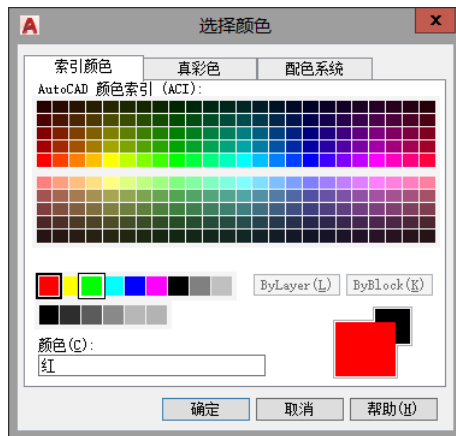 选择颜色
索引颜色 真彩色 配色系统
AutoCAD 颜色索引 (ACI):
ByLayer(L) ByBlock(K)
颜色(C):
红
确定 取消 帮助(H)